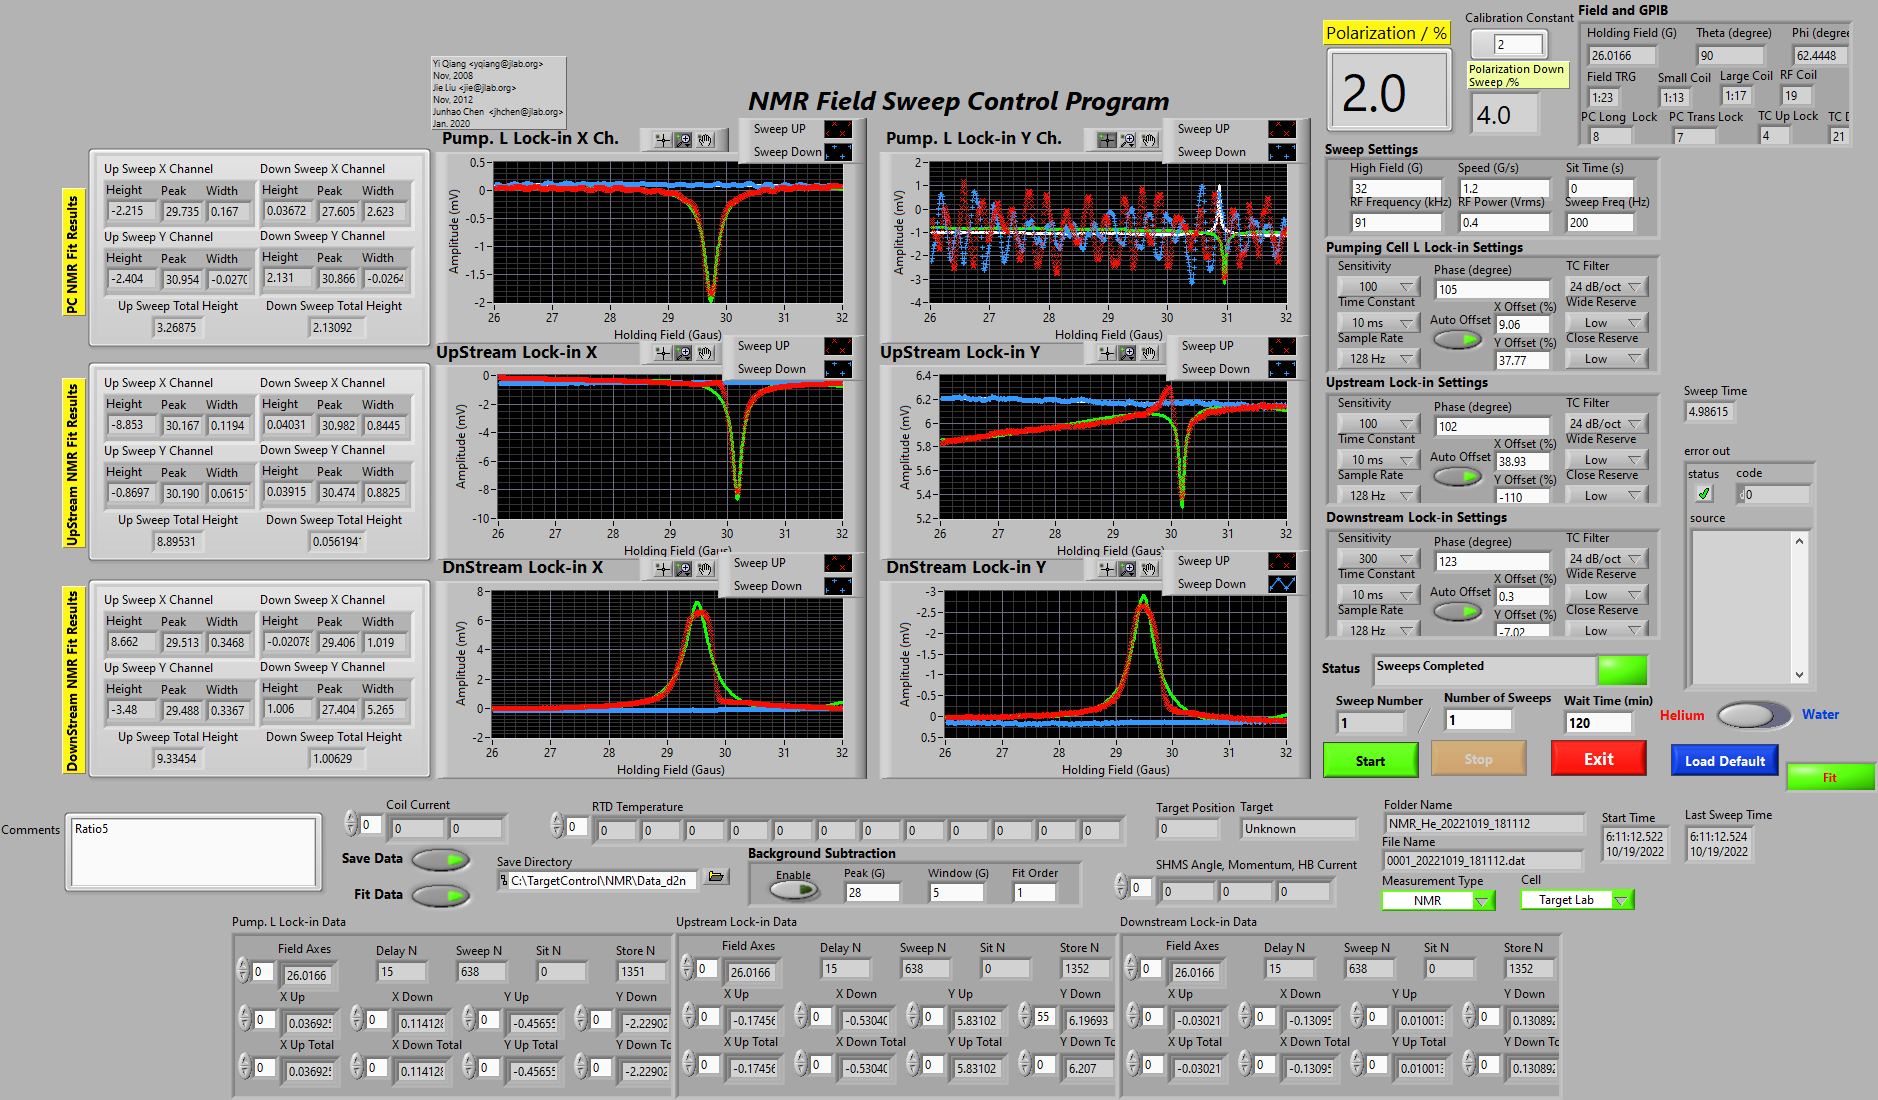 Yi Qiang <yqiang@jlab.org>
Nov, 2008
Jie Liu <jie@jlab.org>
Nov, 2012
Junhao Chen <jhchen@jlab.org>
Jan. 2020
NMR Field Sweep Control Program
Polarization / %
2.0
Calibration Constant
2
Polarization Down
Sweep /%
4.0
Field and GPIB
Holding Field (G) Theta (degree) Phi (degree
26.0166 90 62.4448
Field TRG Small Coil Large Coil RF Coil
1:23 1:13 1:17 19
PC Long Lock PC Trans Lock TC Up Lock TC D
8 7 4 21
PC NMR Fit Results
Up Sweep X Channel Down Sweep X Channel
Height Peak Width Height Peak Width
-2.215 29.735 0.167 0.03672 27.605 2.623
Up Sweep Y Channel Down Sweep Y Channel
Height Peak Width Height Peak Width
-2.404 30.954 -0.0270 2.131 30.866 -0.0264
Up Sweep Total Height Down Sweep Total Height
3.26875 2.13092
UpStream NMR Fit Results
Up Sweep X Channel Down Sweep X Channel
Height Peak Width Height Peak Width
-8.853 30.167 0.1194 0.04031 30.982 0.8445
Up Sweep Y Channel Down Sweep Y Channel
Height Peak Width Height Peak Width
-0.8697 30.190 0.0615 0.03915 30.474 0.8825
Up Sweep Total Height Down Sweep Total Height
8.89531 0.056194
DownStream NMR Fit Results
Up Sweep X Channel Down Sweep X Channel
Height Peak Width Height Peak Width
8.662 29.513 0.3468 -0.02078 29.406 1.019
Up Sweep Y Channel Down Sweep Y Channel
Height Peak Width Height Peak Width
-3.48 29.488 0.3367 1.006 27.404 5.265
Up Sweep Total Height Down Sweep Total Height
9.33454 1.00629
Pump. L Lock-in X Ch.
Sweep UP
Sweep Down
Amplitude (mV)
0.5
0
-0.5
-1
-1.5
-2
26 27 28 29 30 31 32
Holding Field (Gaus)
Pump. L Lock-in Y Ch.
Sweep UP
Sweep Down
Amplitude (mV)
2
1
0
-1
-2
-3
-4
26 27 28 29 30 31 32
Holding Field (Gaus)
UpStream Lock-in X
Sweep UP
Sweep Down
Amplitude (mV)
0
-2
-4
-6
-8
-10
26 27 28 29 30 31 32
Holding Field (Gaus)
UpStream Lock-in Y
Sweep UP
Sweep Down
Amplitude (mV)
6.4
6.2
6
5.8
5.6
5.4
5.2
26 27 28 29 30 31 32
Holding Field (Gaus)
DnStream Lock-in X
Sweep UP
Sweep Down
Amplitude (mV)
8
6
4
2
0
-2
26 27 28 29 30 31 32
Holding Field (Gaus)
DnStream Lock-in Y
Sweep UP
Sweep Down
Amplitude (mV)
-3
-2.5
-2
-1.5
-1
-0.5
0
0.5
26 27 28 29 30 31 32
Holding Field (Gaus)
Sweep Settings
High Field (G) Speed (G/s) Sit Time (s)
32 1.2 0
RF Frequency (kHz) RF Power (Vrms) Sweep Freq (Hz)
91 0.4 200
Pumping Cell L Lock-in Settings
Sensitivity Phase (degree) TC Filter
100 105 24 dB/oct
Time Constant X Offset (%) Wide Reserve
10 ms Auto Offset 9.06 Low
Sample Rate Y Offset (%) Close Reserve
128 Hz 37.77 Low
Upstream Lock-in Settings
Sensitivity Phase (degree) TC Filter
100 102 24 dB/oct
Time Constant X Offset (%) Wide Reserve
10 ms Auto Offset 38.93 Low
Sample Rate Y Offset (%) Close Reserve
128 Hz -110 Low
Downstream Lock-in Settings
Sensitivity Phase (degree) TC Filter
300 123 24 dB/oct
Time Constant X Offset (%) Wide Reserve
10 ms Auto Offset 0.3 Low
Sample Rate Y Offset (%) Close Reserve
128 Hz -7.02 Low
Sweep Time
4.98615
error out
status code
0
source
Status Sweeps Completed
Sweep Number Number of Sweeps Wait Time (min)
1 / 1 120
Helium Water
Start Stop Exit Load Default Fit
Comments
Ratio5
Coil Current
0 0 0
Save Data
Fit Data
RTD Temperature
0 0 0 0 0 0 0 0 0 0 0 0 0
Save Directory
C:\TargetControl\NMR\Data_d2n
Background Subtraction
Enable Peak (G) Window (G) Fit Order
28 5 1
Target Position Target
0 Unknown
SHMS Angle, Momentum, HB Current
0 0 0 0
Folder Name
NMR_He_20221019_181112
File Name
0001_20221019_181112.dat
Measurement Type Cell
NMR Target Lab
Start Time
6:11:12.522
10/19/2022
Last Sweep Time
6:11:12.524
10/19/2022
Pump. L Lock-in Data
Field Axes Delay N Sweep N Sit N Store N
0 26.0166 15 638 0 1351
X Up X Down Y Up Y Down
0 0.03692 0 0.114128 0 -0.4565 0 -2.2290
X Up Total X Down Total Y Up Total Y Down To
0 0.03692 0 0.114128 0 -0.4565 0 -2.2290
Upstream Lock-in Data
Field Axes Delay N Sweep N Sit N Store N
0 26.0166 15 638 0 1352
X Up X Down Y Up Y Down
0 -0.17456 0 -0.5304 0 5.83102 55 6.19693
X Up Total X Down Total Y Up Total Y Down To
0 -0.17456 0 -0.5304 0 5.83102 0 6.207
Downstream Lock-in Data
Field Axes Delay N Sweep N Sit N Store N
0 26.0166 15 638 0 1352
X Up X Down Y Up Y Down
0 -0.03021 0 -0.1309 0 0.01001 0 0.13089
X Up Total X Down Total Y Up Total Y Down To
0 -0.03021 0 -0.1309 0 0.01001 0 0.13089